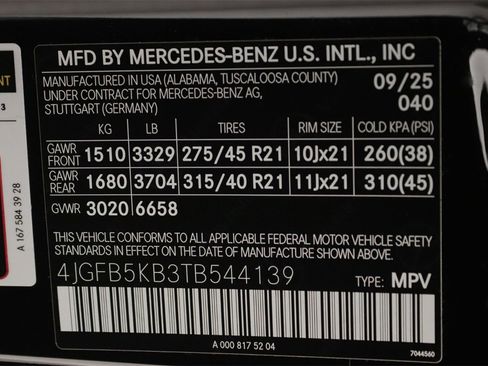 MFD BY MERCEDES-BENZ U.S. INTL., INC
MANUFACTURED IN USA (ALABAMA, TUSCALOOSA COUNTY)
UNDER CONTRACT FOR MERCEDES-BENZ AG,
STUTTGART (GERMANY)
09/25
040
KG LB TIRES RIM SIZE COLD KPA (PSI)
GAWR FRONT 1510 3329 275/45 R21 10Jx21 260(38)
GAWR REAR 1680 3704 315/40 R21 11Jx21 310(45)
GVWR 3020 6658
THIS VEHICLE CONFORMS TO ALL APPLICABLE FEDERAL MOTOR VEHICLE SAFETY
STANDARDS IN EFFECT ON THE DATE OF MANUFACTURE SHOWN ABOVE.
4JGFB5KB3TB544139 TYPE: MPV
A 000 817 52 04
7044560
A 167 584 39 28